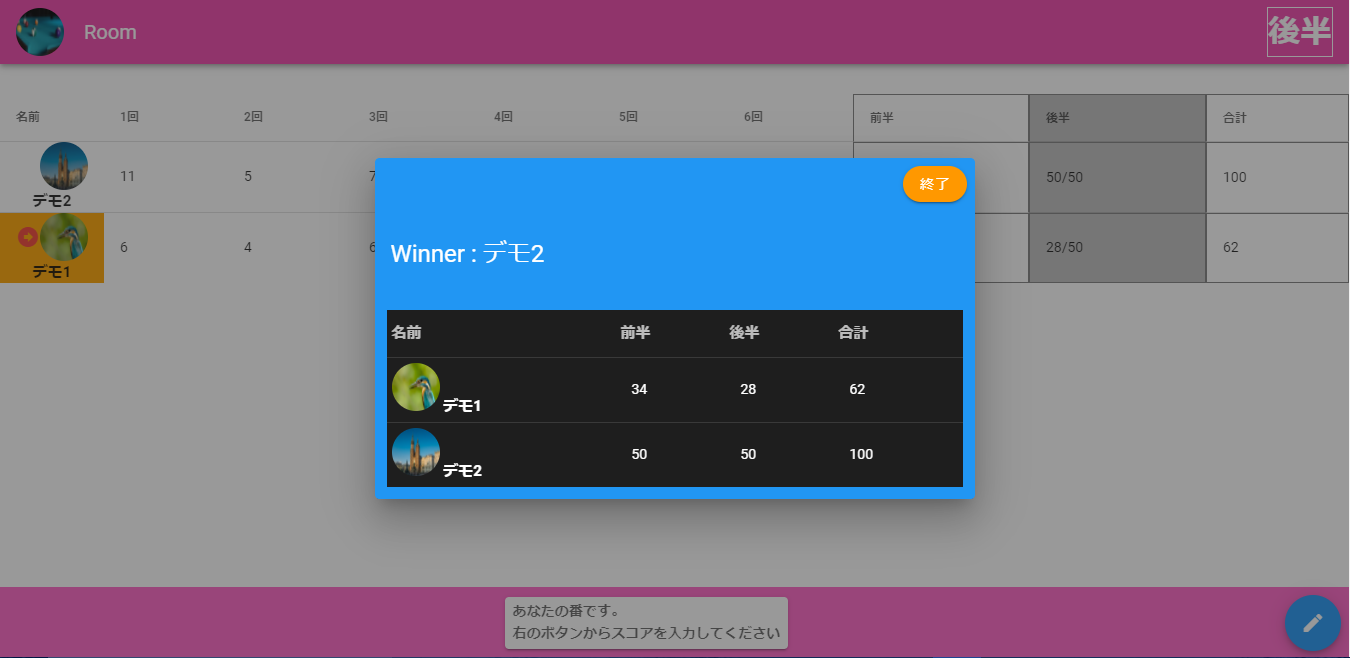 Room
後半
名前 1回 2回 3回 4回 5回 6回 前半 後半 合計
デモ2 11 5 7 50/50 100
デモ1 6 4 6 28/50 62
終了
Winner : デモ2
名前 前半 後半 合計
デモ1 34 28 62
デモ2 50 50 100
あなたの番です。
右のボタンからスコアを入力してください